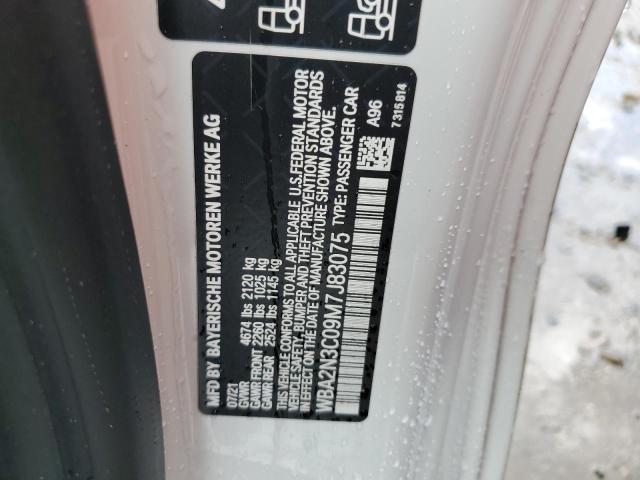 MFD BY BAYERISCHE MOTOREN WERKE AG
07/21
GVWR 4674 lbs 2120 kg
GAWR FRONT 2260 lbs 1025 kg
GAWR REAR 2524 lbs 1145 kg
THIS VEHICLE CONFORMS TO ALL APPLICABLE U.S.FEDERAL MOTOR
VEHICLE SAFETY, BUMPER AND THEFT PREVENTION STANDARDS
IN EFFECT ON THE DATE OF MANUFACTURE SHOWN ABOVE.
WBA2N3C09M7J83075 TYPE: PASSENGER CAR
A96
7 315 814